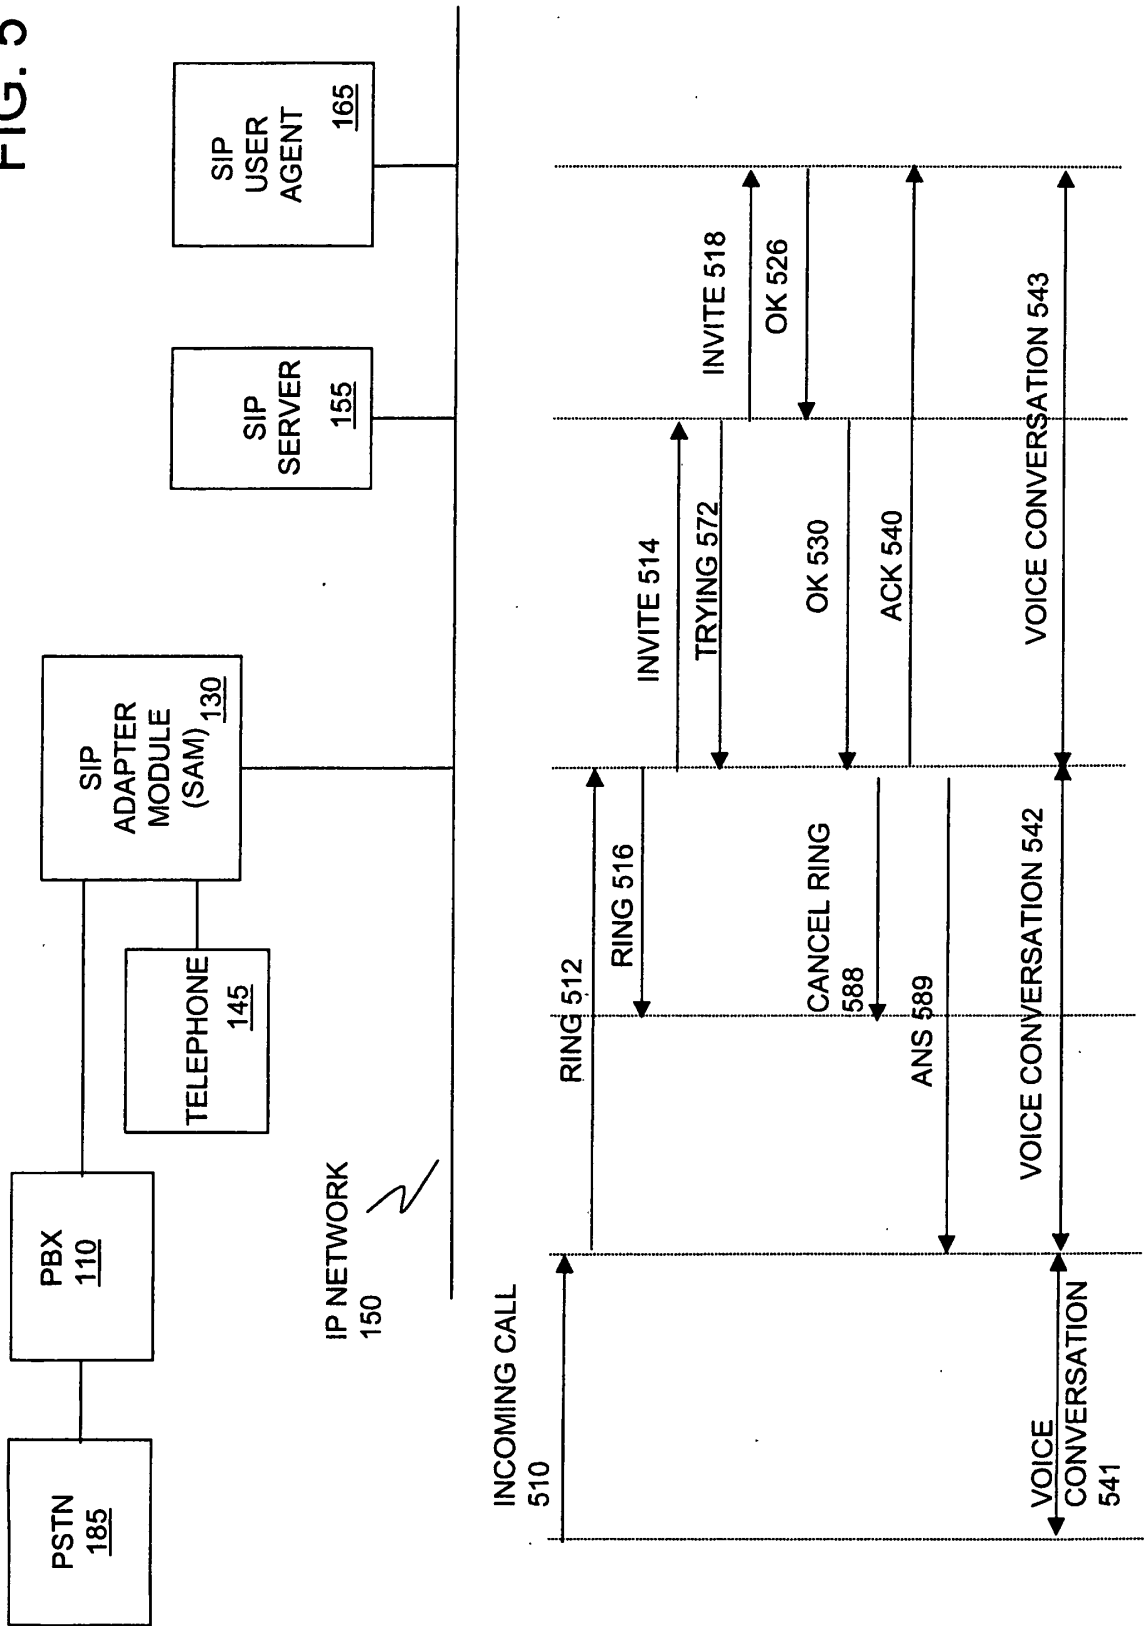 FIG. 5
PSTN
185
PBX
110
TELEPHONE
145
SIP
ADAPTER
MODULE
(SAM)
130
SIP
SERVER
155
SIP
USER
AGENT
165
IP NETWORK
150
INCOMING CALL
510
RING 512
RING 516
INVITE 514
TRYING 572
INVITE 518
OK 526
OK 530
CANCEL RING
588
ACK 540
ANS 589
VOICE
CONVERSATION
541
VOICE CONVERSATION 542
VOICE CONVERSATION 543